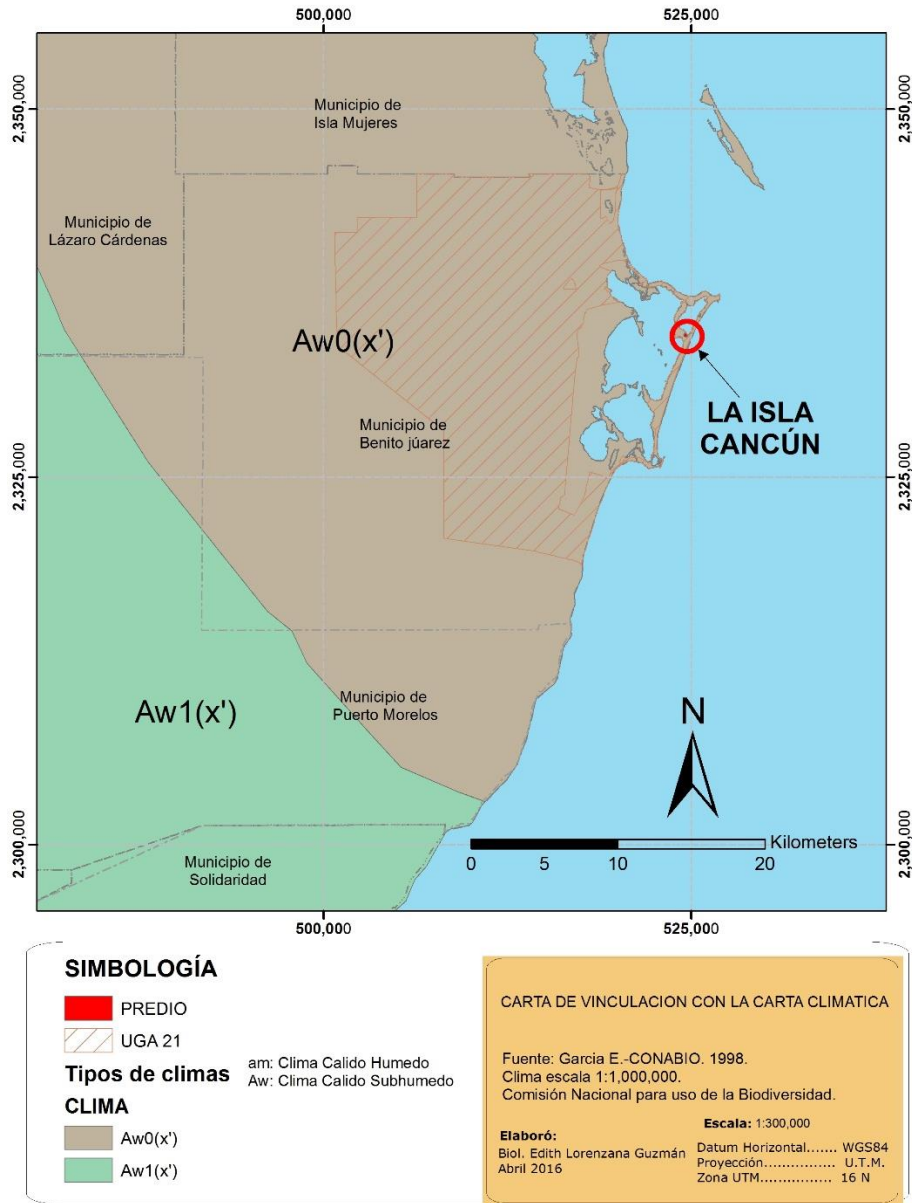 500,000
525,000
2,350,000
2,350,000
Municipio de
Isla Mujeres
Municipio de
Lázaro Cárdenas
Aw0(x')
LA ISLA
CANCÚN
Municipio de
Benito júarez
2,325,000
2,325,000
Municipio de
Puerto Morelos
Aw1(x')
N
Kilometers
0
5
10
20
2,300,000
2,300,000
Municipio de
Solidaridad
500,000
525,000
SIMBOLOGÍA
PREDIO
UGA 21
Tipos de climas
am: Clima Calido Humedo
Aw: Clima Calido Subhumedo
CLIMA
Aw0(x')
Aw1(x')
CARTA DE VINCULACION CON LA CARTA CLIMATICA
Fuente: Garcia E.-CONABIO. 1998.
Clima escala 1:1,000,000.
Comisión Nacional para uso de la Biodiversidad.
Elaboró:
Biol. Edith Lorenzana Guzmán
Abril 2016
Escala: 1:300,000
Datum Horizontal....... WGS84
Proyección................ U.T.M.
Zona UTM................ 16 N